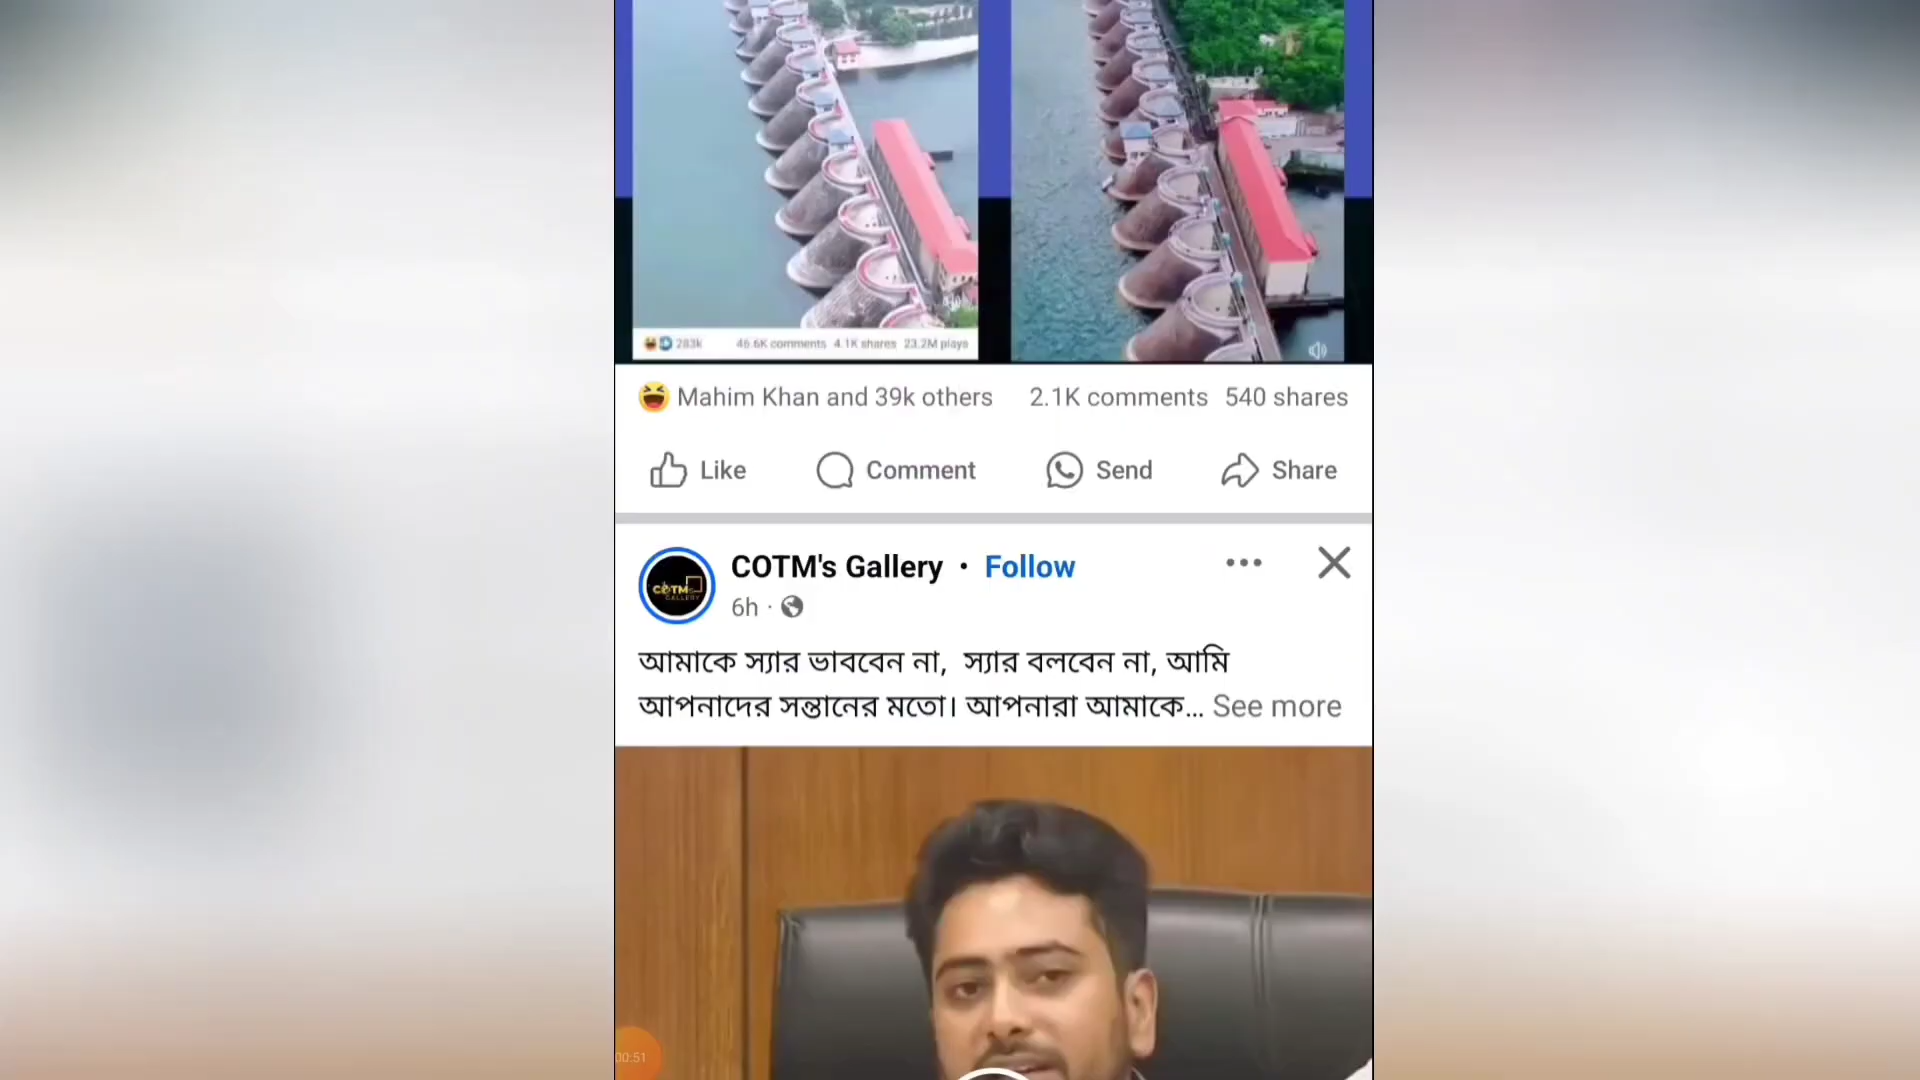 283k 46.6K comments 4.1K shares 23.2M plays
Mahim Khan and 39k others 2.1K comments 540 shares
Like Comment Send Share
COTM's Gallery • Follow
COTM's
GALLERY
6h ·
আমাকে স্যার ভাববেন না, স্যার বলবেন না, আমি
আপনাদের সন্তানের মতো। আপনারা আমাকে... See more
00:51